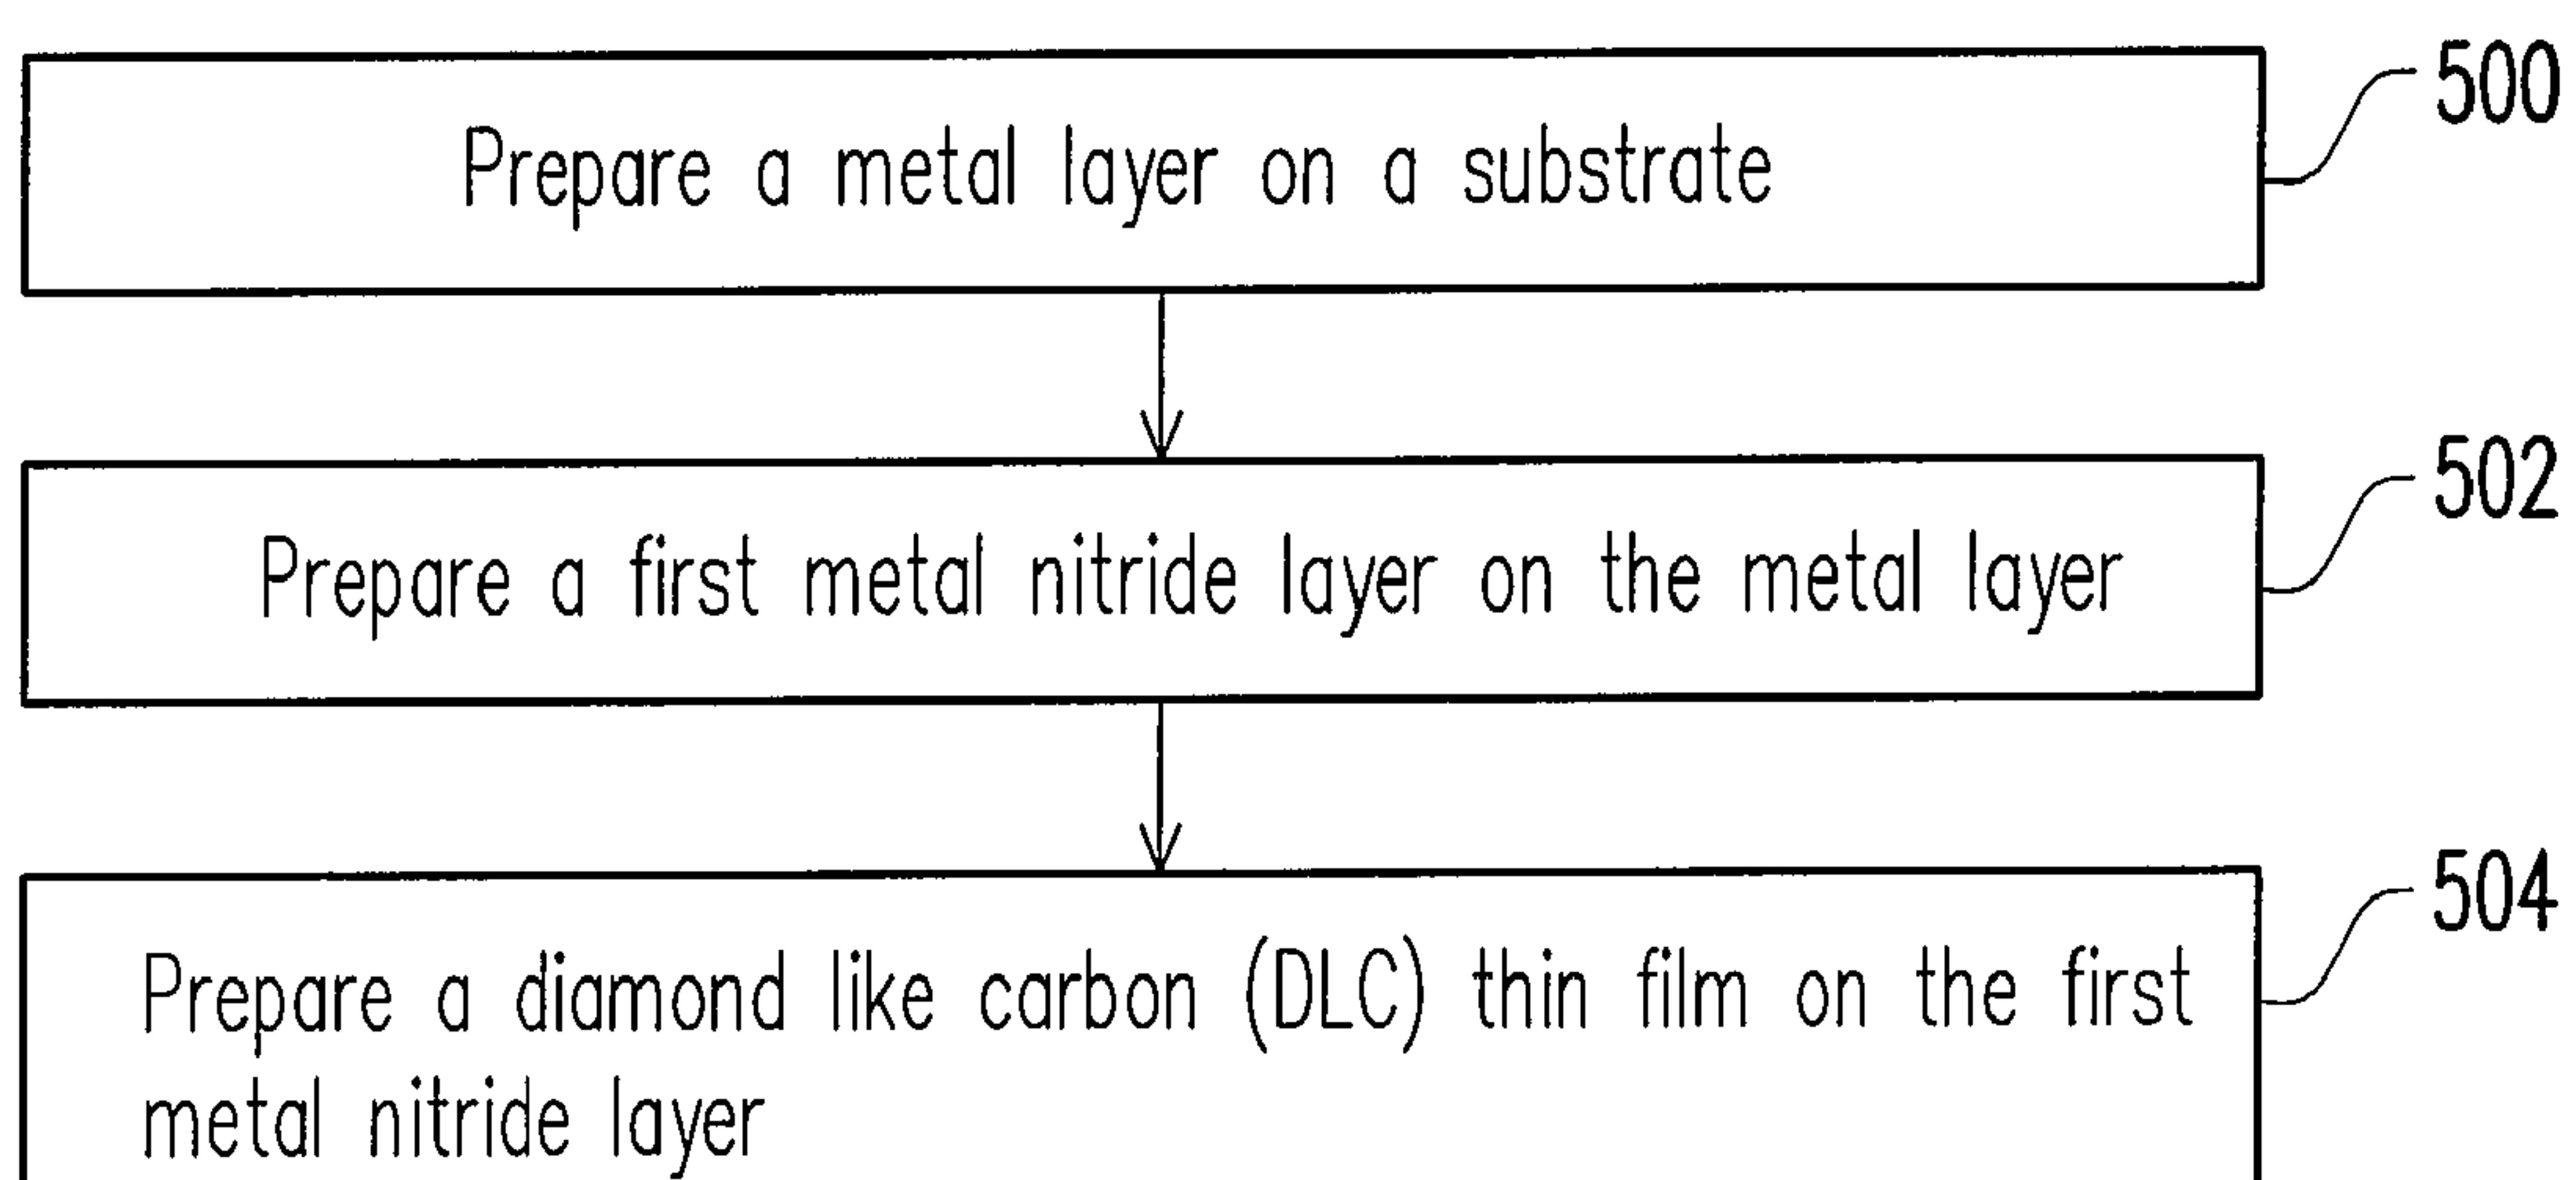 500
Prepare a metal layer on a substrate
502
Prepare a first metal nitride layer on the metal layer
504
Prepare a diamond like carbon (DLC) thin film on the first
metal nitride layer